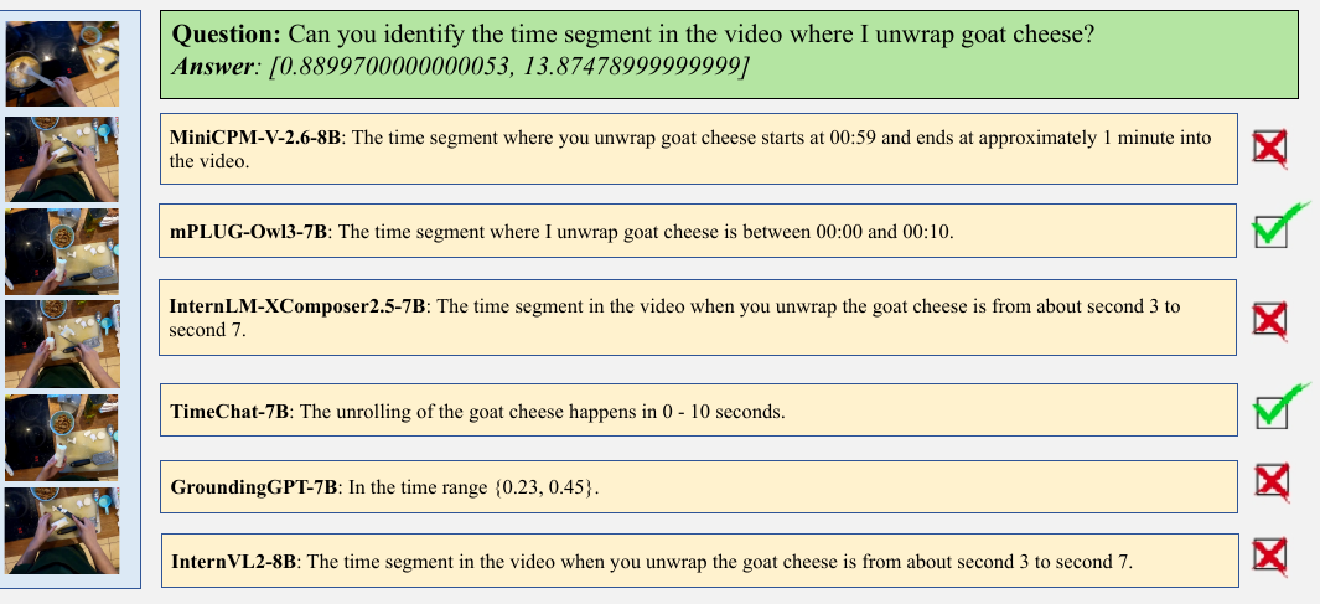 Question: Can you identify the time segment in the video where I unwrap goat cheese?
Answer: [0.8899700000000053, 13.87478999999999]
MiniCPM-V-2.6-8B: The time segment where you unwrap goat cheese starts at 00:59 and ends at approximately 1 minute into
the video.
mPLUG-Owl3-7B: The time segment where I unwrap goat cheese is between 00:00 and 00:10.
InternLM-XComposer2.5-7B: The time segment in the video when you unwrap the goat cheese is from about second 3 to
second 7.
TimeChat-7B: The unrolling of the goat cheese happens in 0 - 10 seconds.
GroundingGPT-7B: In the time range {0.23, 0.45}.
InternVL2-8B: The time segment in the video when you unwrap the goat cheese is from about second 3 to second 7.